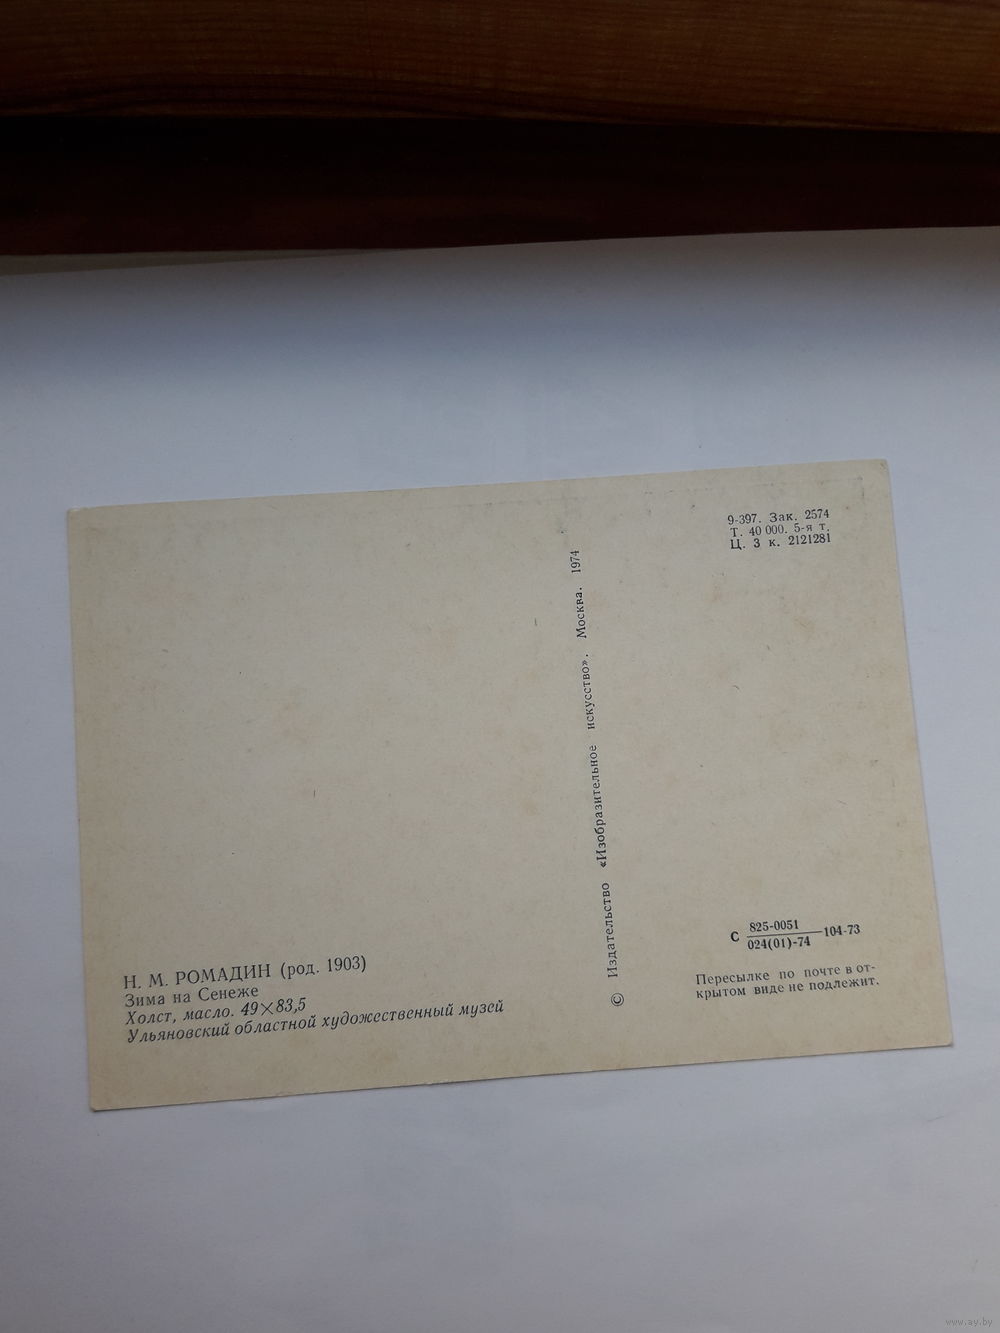 9-397. Зак. 2574
Т. 40 000. 5-я т.
Ц. 3 к. 2121281
© Издательство «Изобразительное искусство». Москва. 1974
С 825-0051
024(01)-74 —104-73
Пересылке по почте в от-
крытом виде не подлежит.
Н. М. РОМАДИН (род. 1903)
Зима на Сенеже
Холст, масло. 49×83,5
Ульяновский областной художественный музей
www.ay.by